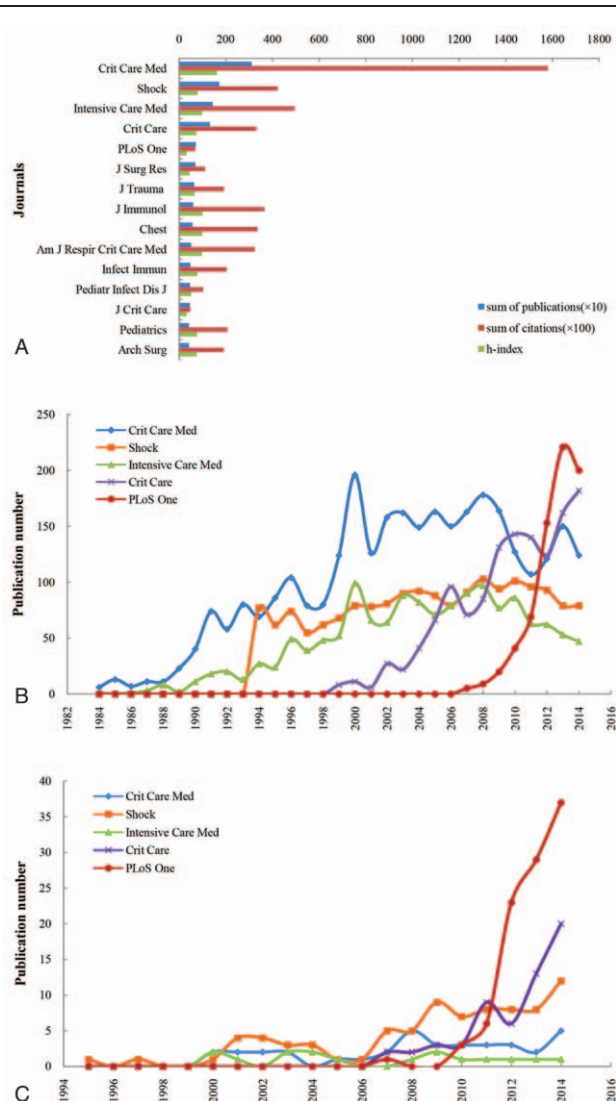 0 200 400 600 800 1000 1200 1400 1600 1800
Crit Care Med
Shock
Intensive Care Med
Crit Care
PLoS One
J Surg Res
J Trauma
J Immunol
Chest
Am J Respir Crit Care Med
Infect Immun
Pediatr Infect Dis J
J Crit Care
Pediatrics
Arch Surg
Journals
sum of publications(×10)
sum of citations(×100)
h-index
A
250
200
150
100
50
0
Publication number
Crit Care Med
Shock
Intensive Care Med
Crit Care
PLoS One
1982 1984 1986 1988 1990 1992 1994 1996 1998 2000 2002 2004 2006 2008 2010 2012 2014 2016
B
40
35
30
25
20
15
10
5
0
Publication number
Crit Care Med
Shock
Intensive Care Med
Crit Care
PLoS One
1994 1996 1998 2000 2002 2004 2006 2008 2010 2012 2014 2016
C